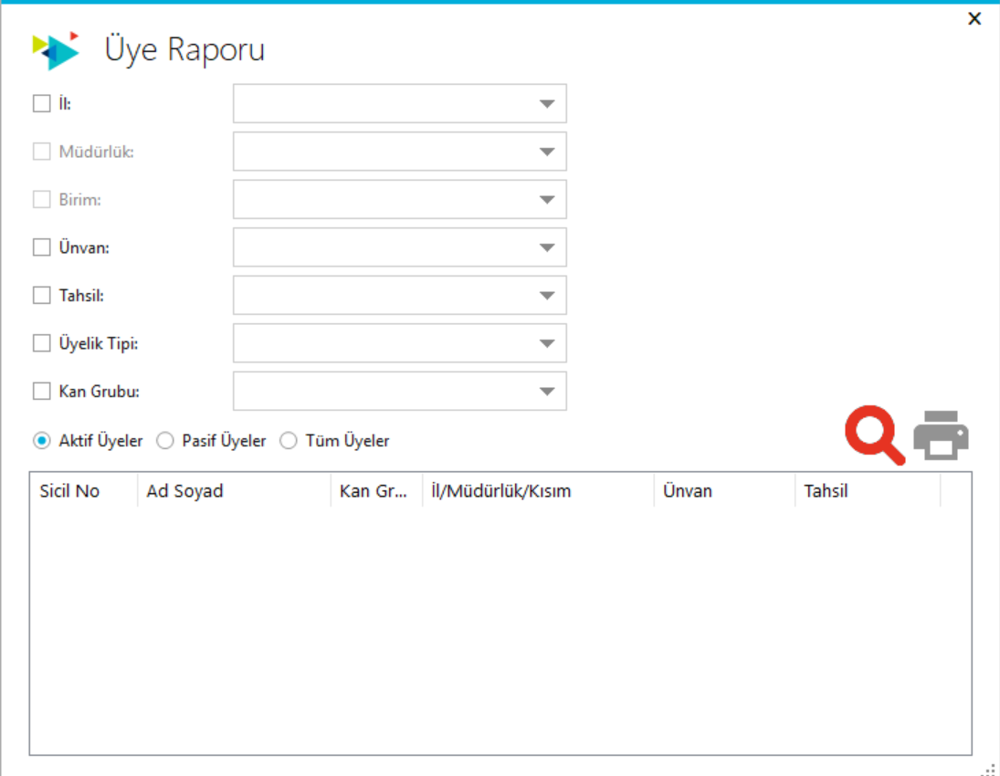 Üye Raporu
İl:
Müdürlük:
Birim:
Ünvan:
Tahsil:
Üyelik Tipi:
Kan Grubu:
Aktif Üyeler Pasif Üyeler Tüm Üyeler
Sicil No Ad Soyad Kan Gr... İl/Müdürlük/Kısım Ünvan Tahsil